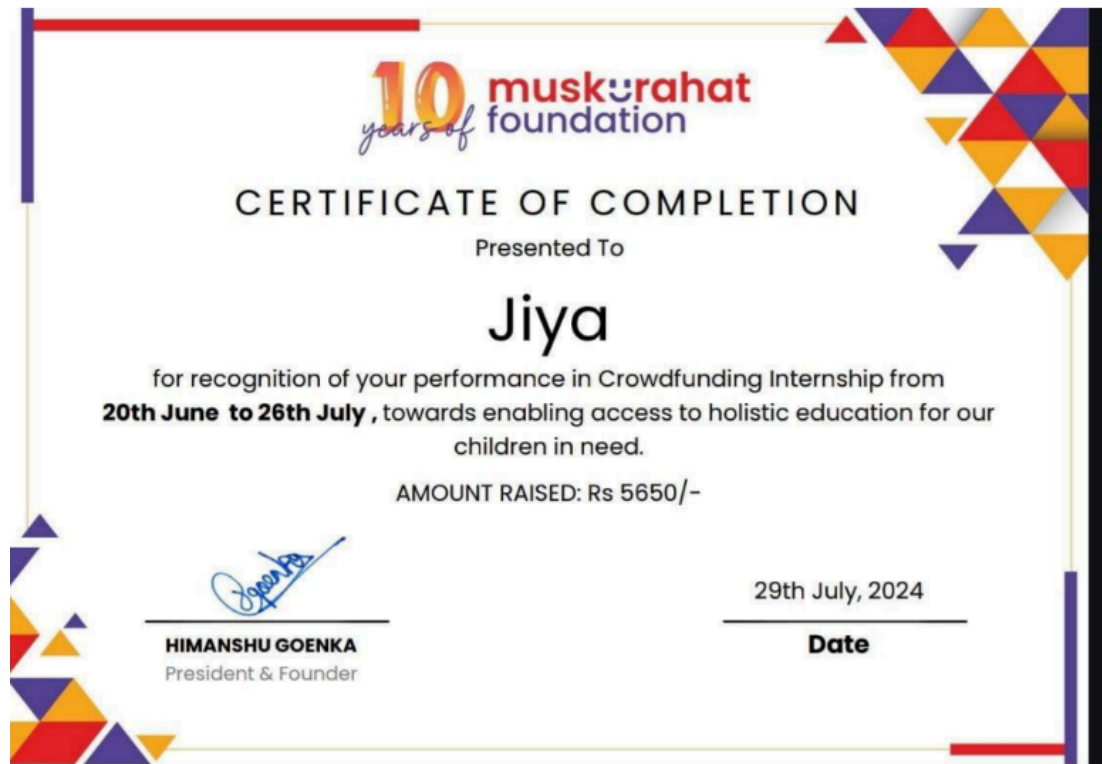 10 years of
muskurahat
foundation
CERTIFICATE OF COMPLETION
Presented To
Jiya
for recognition of your performance in Crowdfunding Internship from
20th June to 26th July , towards enabling access to holistic education for our
children in need.
AMOUNT RAISED: Rs 5650/-
Goenka
29th July, 2024
HIMANSHU GOENKA
Date
President & Founder